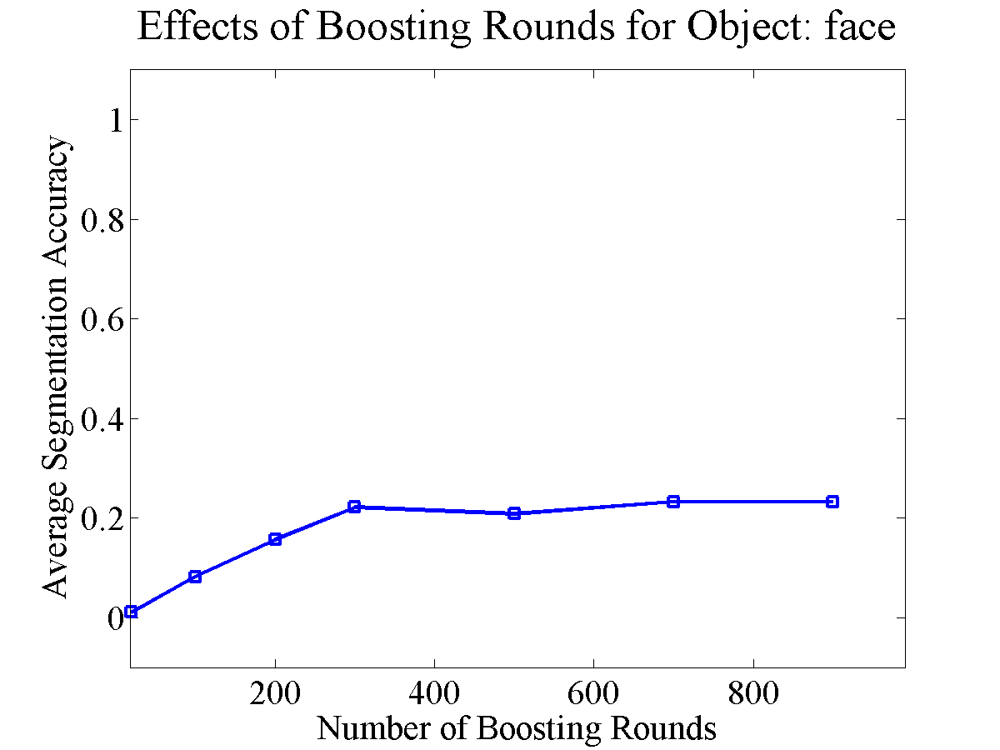 Effects of Boosting Rounds for Object: face
Average Segmentation Accuracy
1
0.8
0.6
0.4
0.2
0
200 400 600 800
Number of Boosting Rounds